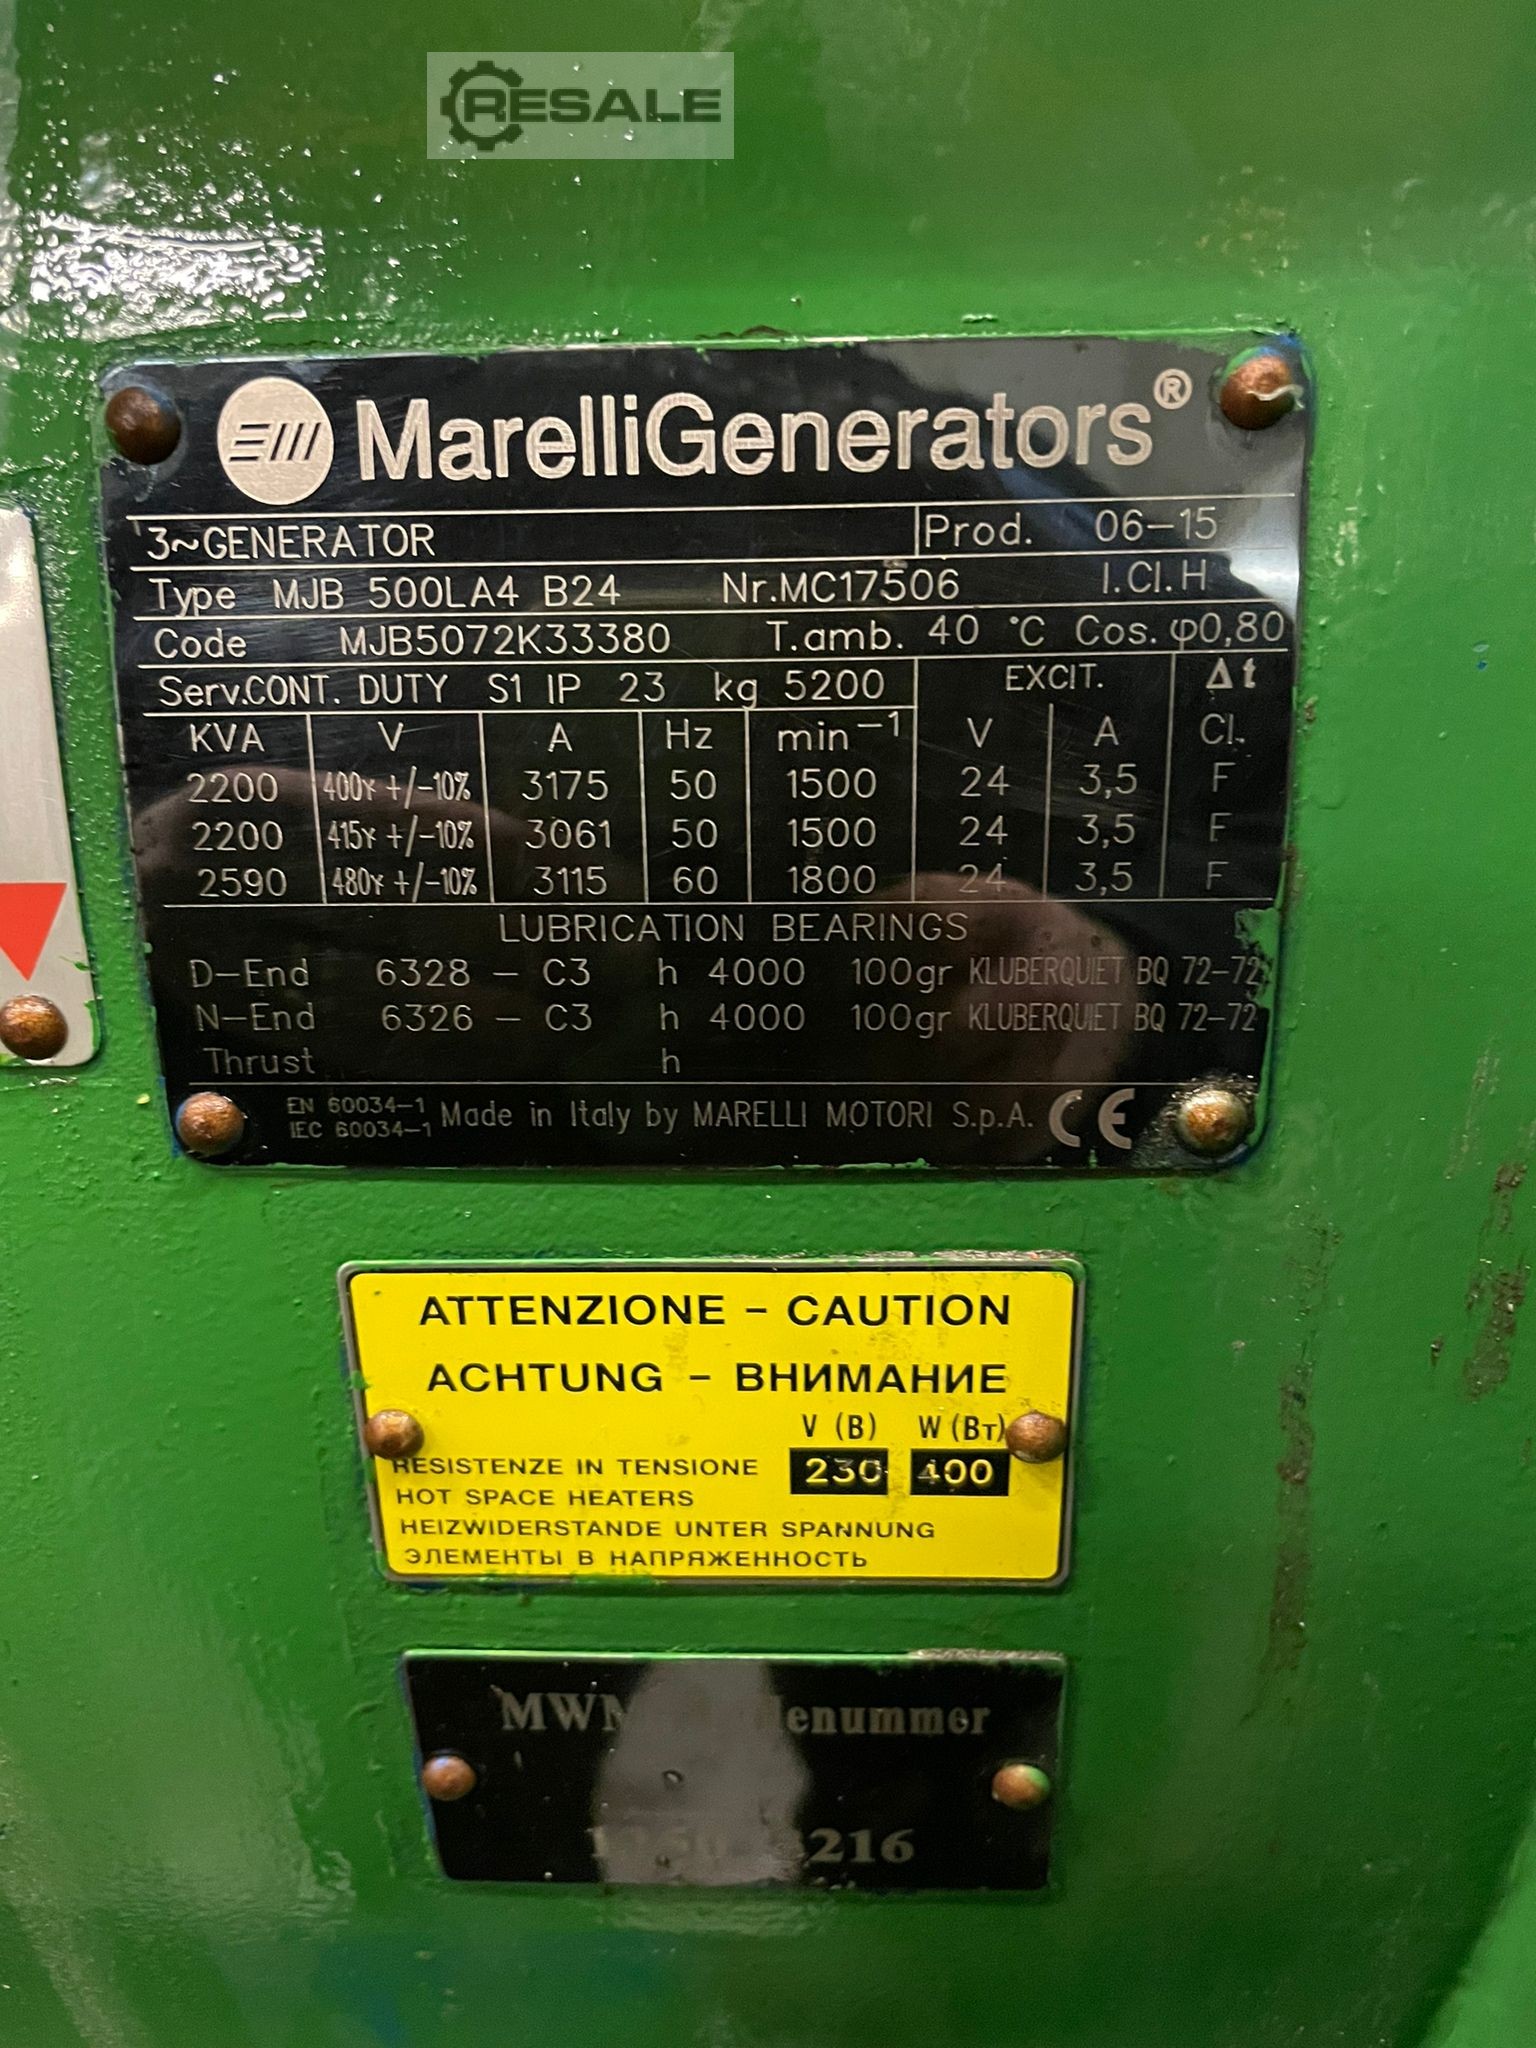 RESALE
MarelliGenerators®
3~GENERATOR Prod. 06-15
Type MJB 500LA4 B24 Nr.MC17506 I.Cl.H
Code MJB5072K33380 T.amb. 40 °C Cos.φ0,80
Serv.CONT. DUTY S1 IP 23 kg 5200 EXCIT. Δt
KVA V A Hz min⁻¹ V A Cl.
2200 400Y +/-10% 3175 50 1500 24 3,5 F
2200 415Y +/-10% 3061 50 1500 24 3,5 F
2590 480Y +/-10% 3115 60 1800 24 3,5 F
LUBRICATION BEARINGS
D-End 6328 - C3 h 4000 100gr KLUBERQUIET BQ 72-72
N-End 6326 - C3 h 4000 100gr KLUBERQUIET BQ 72-72
Thrust h
EN 60034-1
IEC 60034-1
Made in Italy by MARELLI MOTORI S.p.A. CE
ATTENZIONE - CAUTION
ACHTUNG - ВНИМАНИЕ
V (В) W (Вт)
RESISTENZE IN TENSIONE 230 400
HOT SPACE HEATERS
HEIZWIDERSTANDE UNTER SPANNUNG
ЭЛЕМЕНТЫ В НАПРЯЖЕННОСТЬ